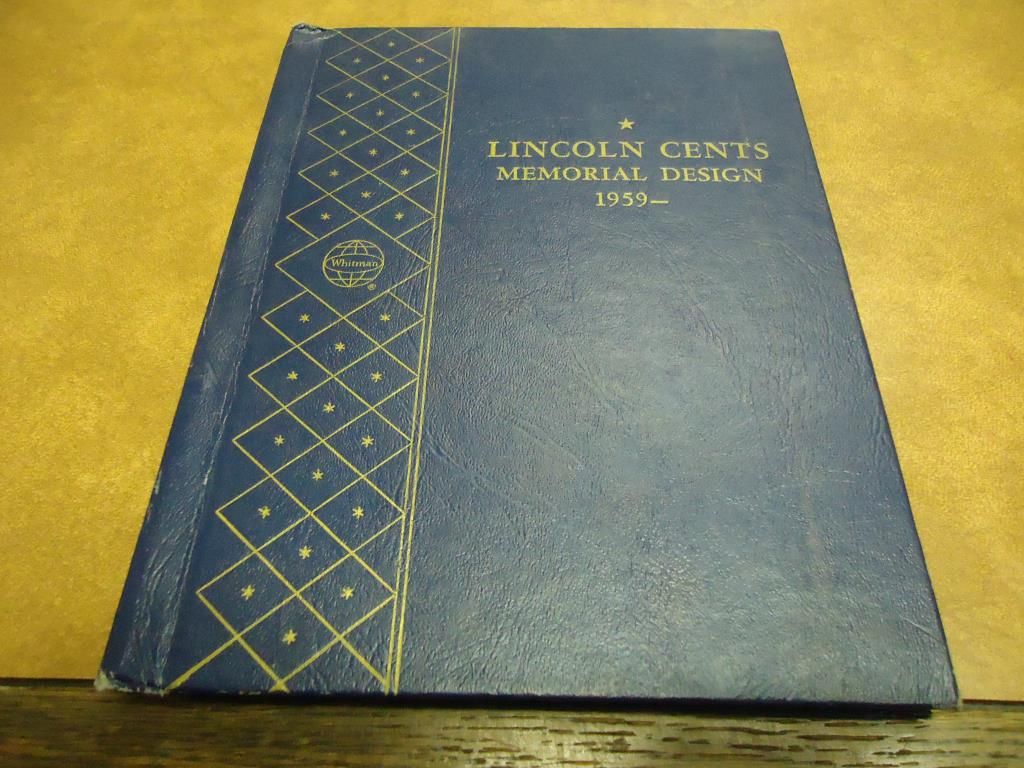 LINCOLN CENTS
MEMORIAL DESIGN
1959—
Whitman
®